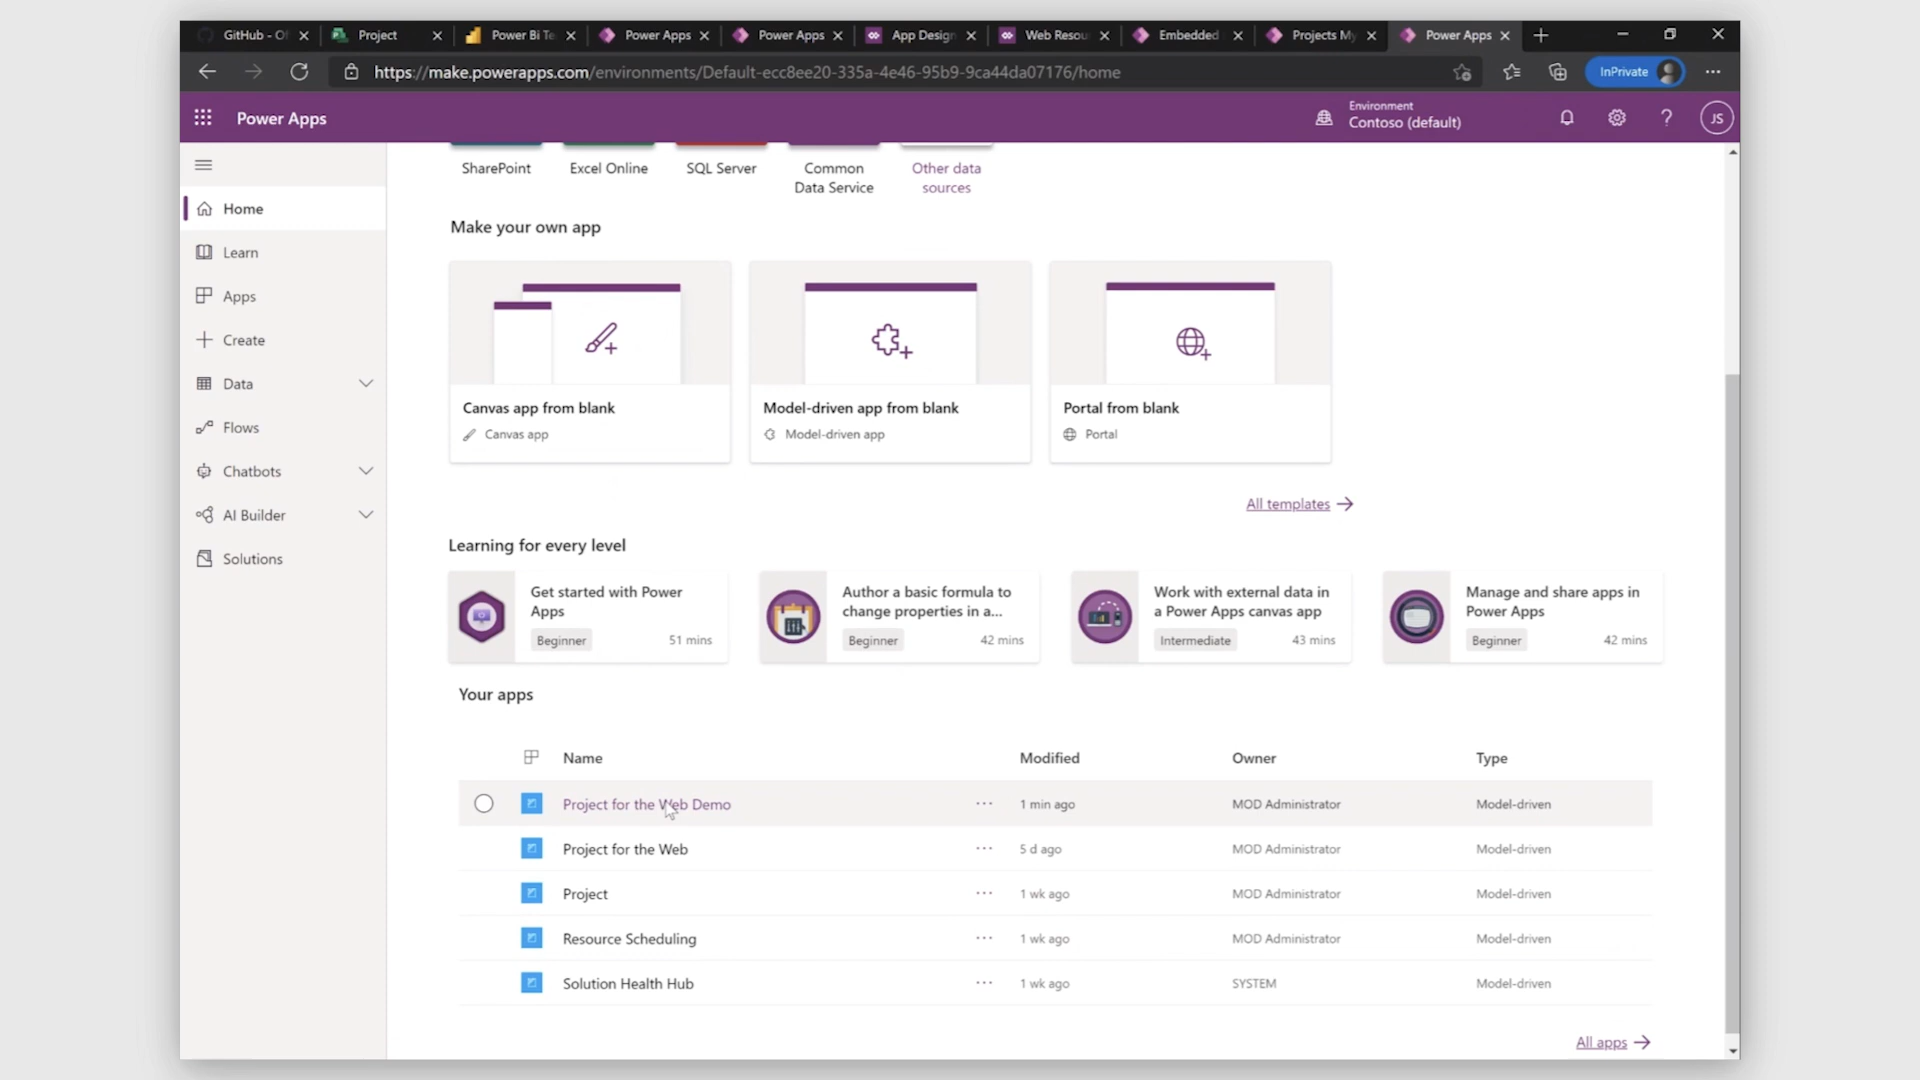 GitHub - Of
Project
Power Bi Te
Power Apps
Power Apps
App Design
Web Resou
Embedded
Projects My
Power Apps
https://make.powerapps.com/environments/Default-ecc8ee20-335a-4e46-95b9-9ca44da07176/home
InPrivate
Power Apps
Environment
Contoso (default)
JS
Home
Learn
Apps
Create
Data
Flows
Chatbots
AI Builder
Solutions
SharePoint
Excel Online
SQL Server
Common
Data Service
Other data
sources
Make your own app
Canvas app from blank
Canvas app
Model-driven app from blank
Model-driven app
Portal from blank
Portal
All templates
Learning for every level
Get started with Power
Apps
Beginner 51 mins
Author a basic formula to
change properties in a...
Beginner 42 mins
Work with external data in
a Power Apps canvas app
Intermediate 43 mins
Manage and share apps in
Power Apps
Beginner 42 mins
Your apps
Name Modified Owner Type
Project for the Web Demo ... 1 min ago MOD Administrator Model-driven
Project for the Web ... 5 d ago MOD Administrator Model-driven
Project ... 1 wk ago MOD Administrator Model-driven
Resource Scheduling ... 1 wk ago MOD Administrator Model-driven
Solution Health Hub ... 1 wk ago SYSTEM Model-driven
All apps